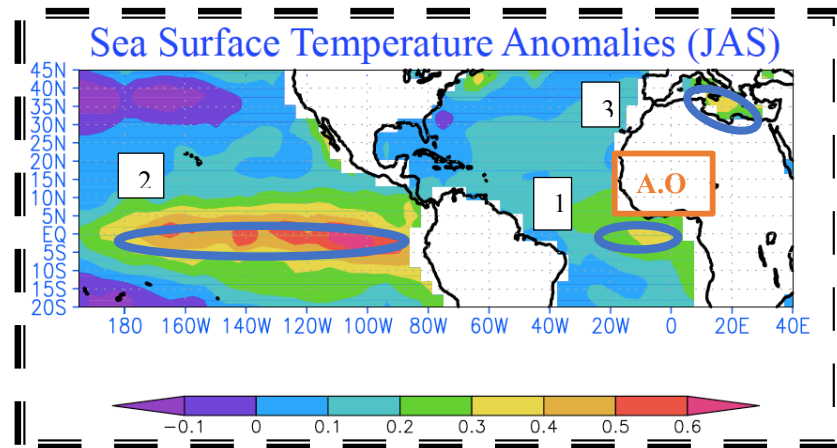 Sea Surface Temperature Anomalies (JAS)
45N
40N
35N
30N
25N
20N
15N
10N
5N
EQ
5S
10S
15S
20S
3
2
1
A.O
180 160W 140W 120W 100W 80W 60W 40W 20W 0 20E 40E
−0.1 0 0.1 0.2 0.3 0.4 0.5 0.6